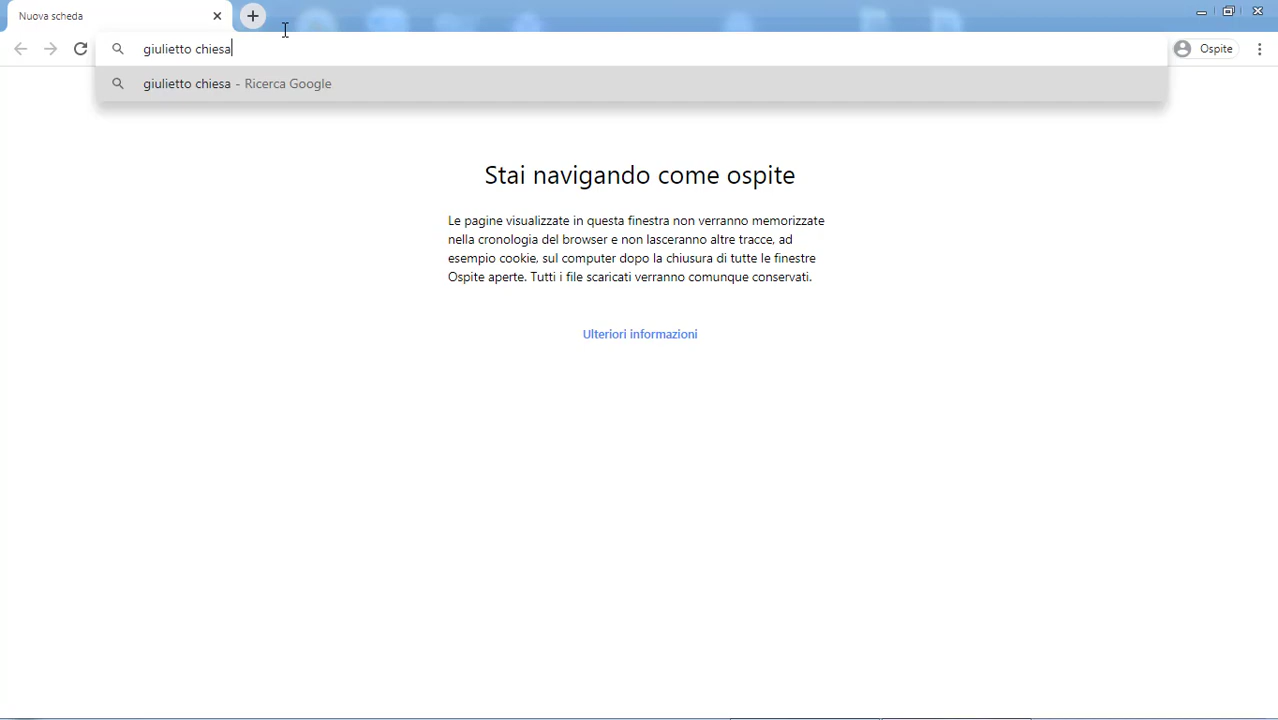 Nuova scheda
giulietto chiesa
Ospite
giulietto chiesa - Ricerca Google
Stai navigando come ospite
Le pagine visualizzate in questa finestra non verranno memorizzate
nella cronologia del browser e non lasceranno altre tracce, ad
esempio cookie, sul computer dopo la chiusura di tutte le finestre
Ospite aperte. Tutti i file scaricati verranno comunque conservati.
Ulteriori informazioni